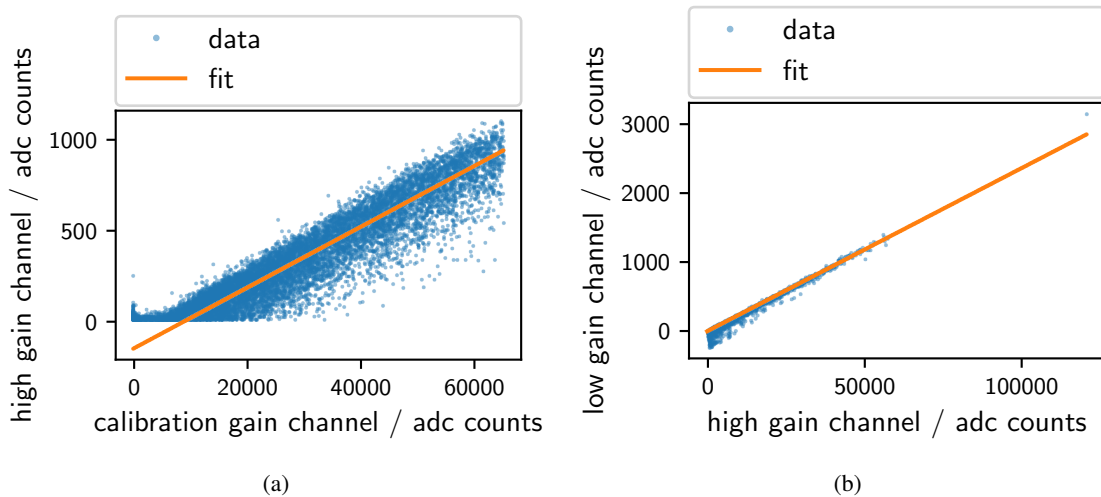 data
fit
high gain channel / adc counts
1000
500
0
0 20000 40000 60000
calibration gain channel / adc counts
(a)
data
fit
low gain channel / adc counts
3000
2000
1000
0
0 50000 100000
high gain channel / adc counts
(b)